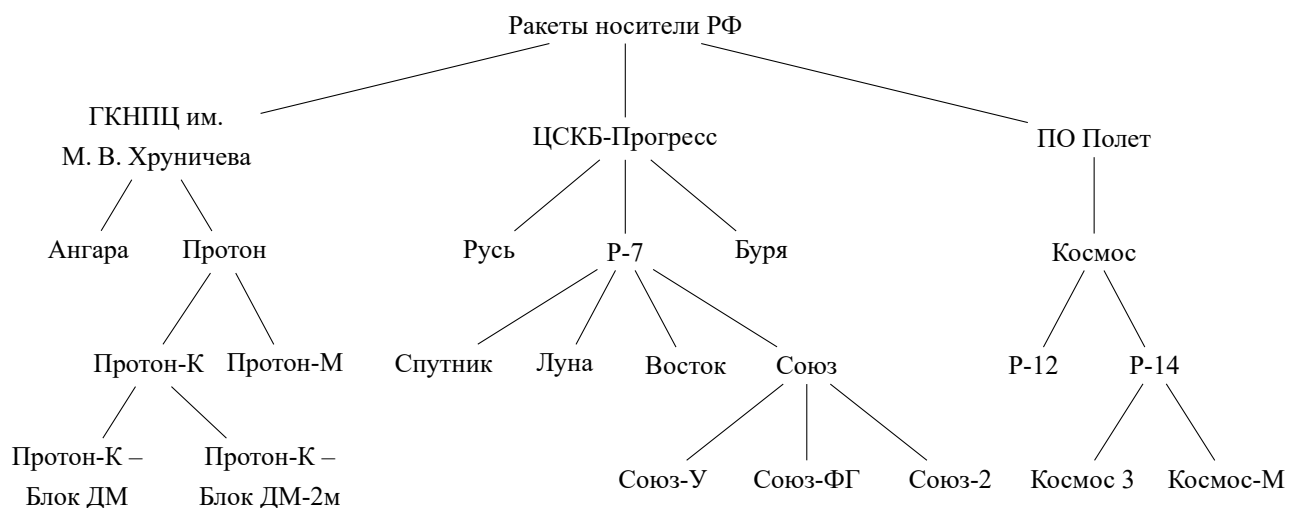 Ракеты носители РФ
ГКНПЦ им.
М. В. Хруничева
ЦСКБ-Прогресс
ПО Полет
Ангара
Протон
Русь
Р-7
Буря
Космос
Протон-К
Протон-М
Спутник
Луна
Восток
Союз
Р-12
Р-14
Протон-К –
Блок ДМ
Протон-К –
Блок ДМ-2м
Союз-У
Союз-ФГ
Союз-2
Космос 3
Космос-М